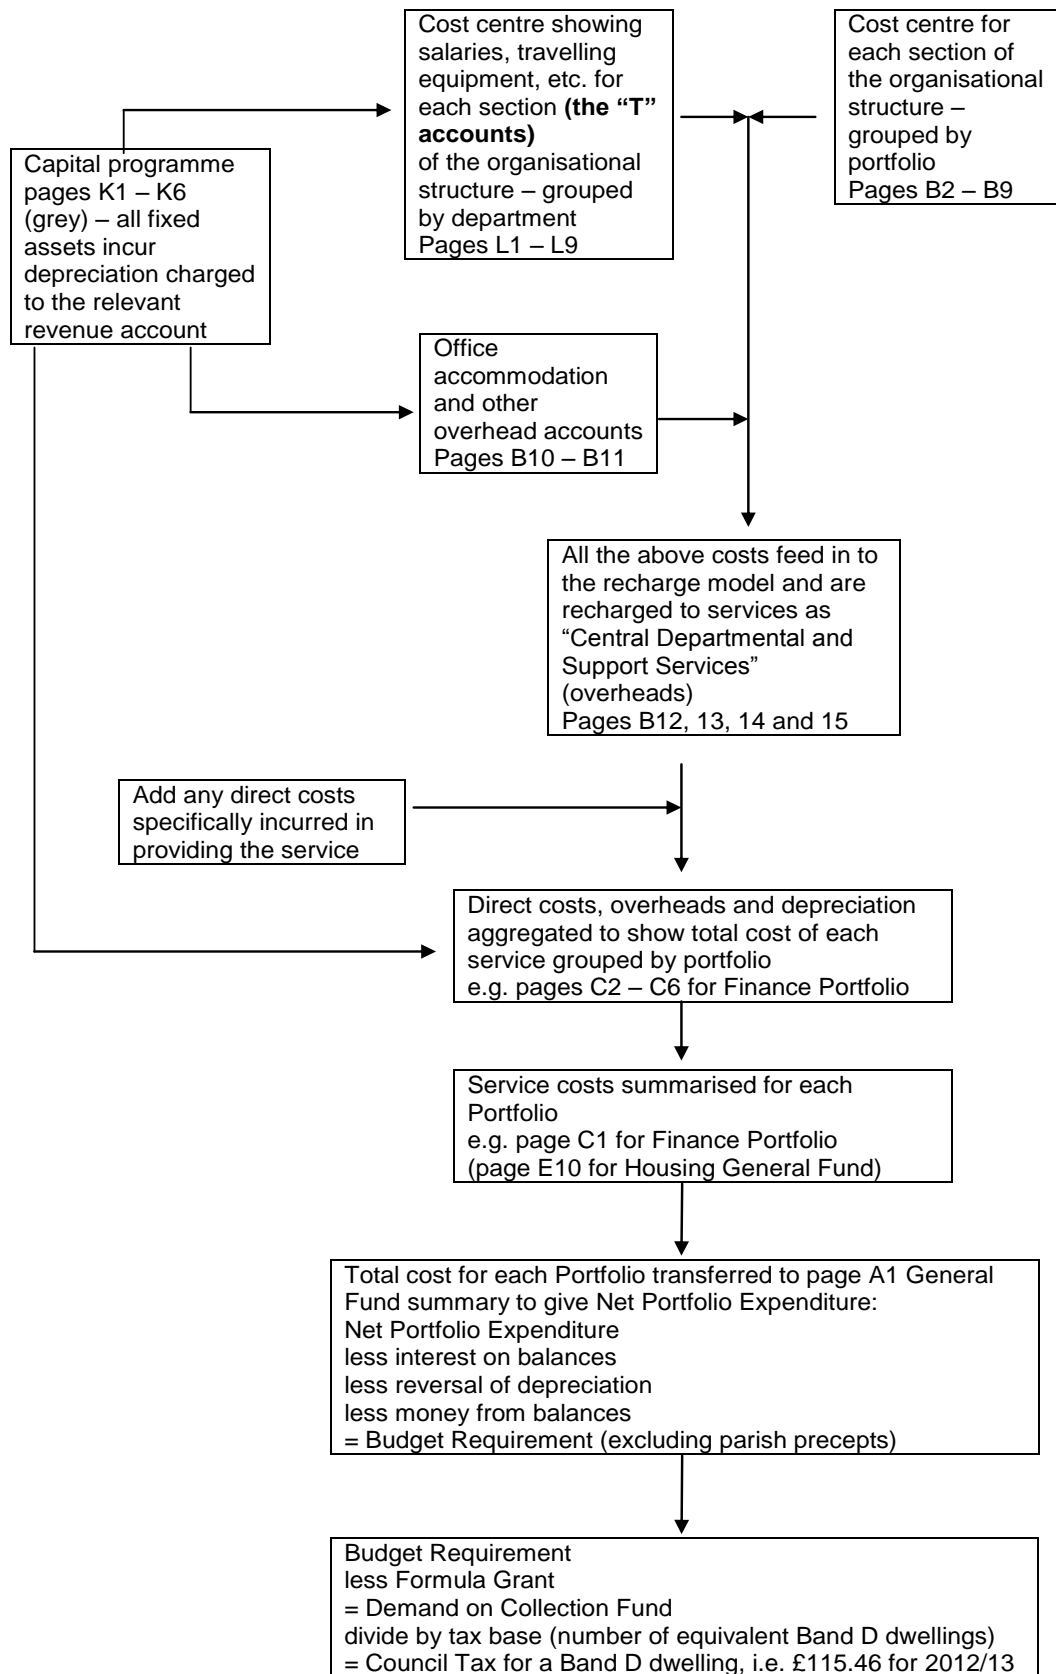 Cost centre showing
salaries, travelling
equipment, etc. for
each section (the “T”
accounts)
of the organisational
structure – grouped
by department
Pages L1 – L9
Cost centre for
each section of
the organisational
structure –
grouped by
portfolio
Pages B2 – B9
Capital programme
pages K1 – K6
(grey) – all fixed
assets incur
depreciation charged
to the relevant
revenue account
Office
accommodation
and other
overhead accounts
Pages B10 – B11
All the above costs feed in to
the recharge model and are
recharged to services as
“Central Departmental and
Support Services”
(overheads)
Pages B12, 13, 14 and 15
Add any direct costs
specifically incurred in
providing the service
Direct costs, overheads and depreciation
aggregated to show total cost of each
service grouped by portfolio
e.g. pages C2 – C6 for Finance Portfolio
Service costs summarised for each
Portfolio
e.g. page C1 for Finance Portfolio
(page E10 for Housing General Fund)
Total cost for each Portfolio transferred to page A1 General
Fund summary to give Net Portfolio Expenditure:
Net Portfolio Expenditure
less interest on balances
less reversal of depreciation
less money from balances
= Budget Requirement (excluding parish precepts)
Budget Requirement
less Formula Grant
= Demand on Collection Fund
divide by tax base (number of equivalent Band D dwellings)
= Council Tax for a Band D dwelling, i.e. £115.46 for 2012/13